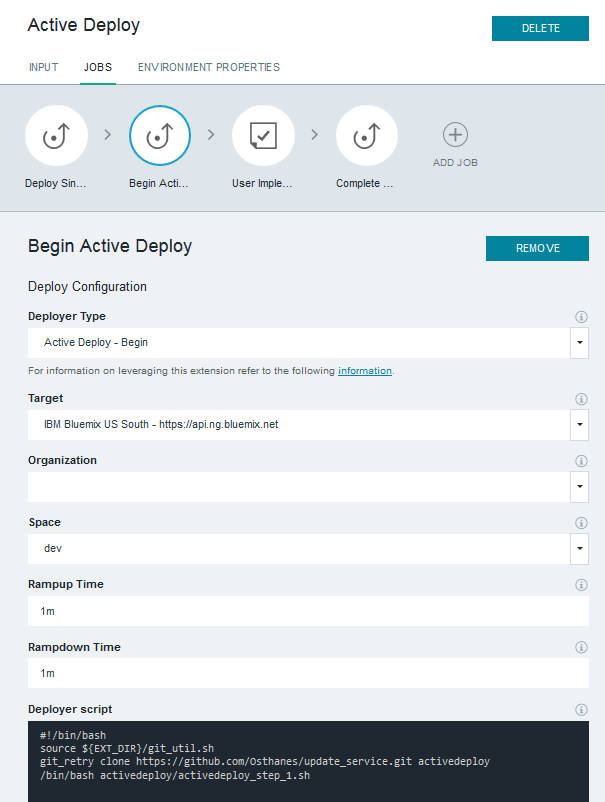 Active Deploy
DELETE
INPUT JOBS ENVIRONMENT PROPERTIES
Deploy Sin... Begin Acti... User Imple... Complete ... ADD JOB
Begin Active Deploy
REMOVE
Deploy Configuration
Deployer Type
Active Deploy - Begin
For information on leveraging this extension refer to the following information.
Target
IBM Bluemix US South - https://api.ng.bluemix.net
Organization
Space
dev
Rampup Time
1m
Rampdown Time
1m
Deployer script
#!/bin/bash
source ${EXT_DIR}/git_util.sh
git_retry clone https://github.com/Osthanes/update_service.git activedeploy
/bin/bash activedeploy/activedeploy_step_1.sh